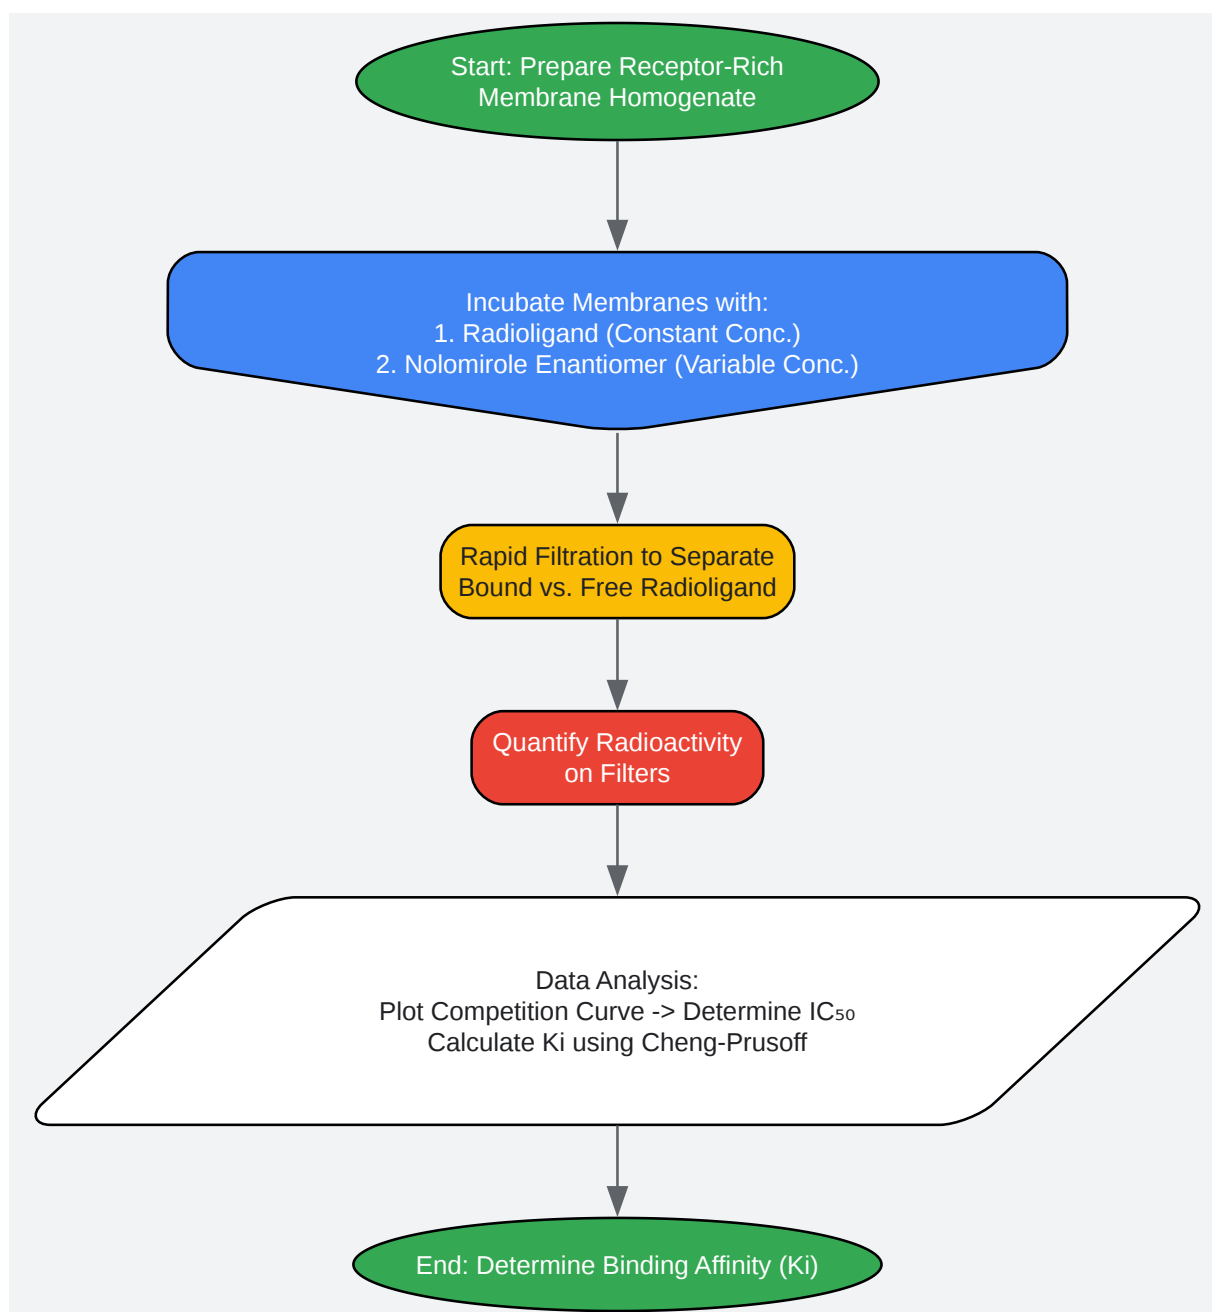 Start: Prepare Receptor-Rich
Membrane Homogenate
Incubate Membranes with:
1. Radioligand (Constant Conc.)
2. Nolomirole Enantiomer (Variable Conc.)
Rapid Filtration to Separate
Bound vs. Free Radioligand
Quantify Radioactivity
on Filters
Data Analysis:
Plot Competition Curve -> Determine IC₅₀
Calculate Ki using Cheng-Prusoff
End: Determine Binding Affinity (Ki)